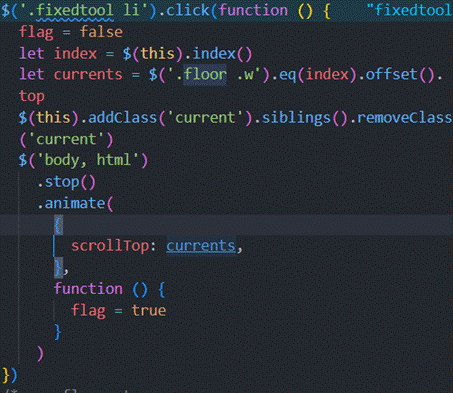 $('.fixedtool li').click(function () {     "fixedtool
flag = false
let index = $(this).index()
let currents = $('.floor .w').eq(index).offset().
top
$(this).addClass('current').siblings().removeClass
('current')
$('body, html')
.stop()
.animate(
{
scrollTop: currents,
},
function () {
flag = true
}
)
})